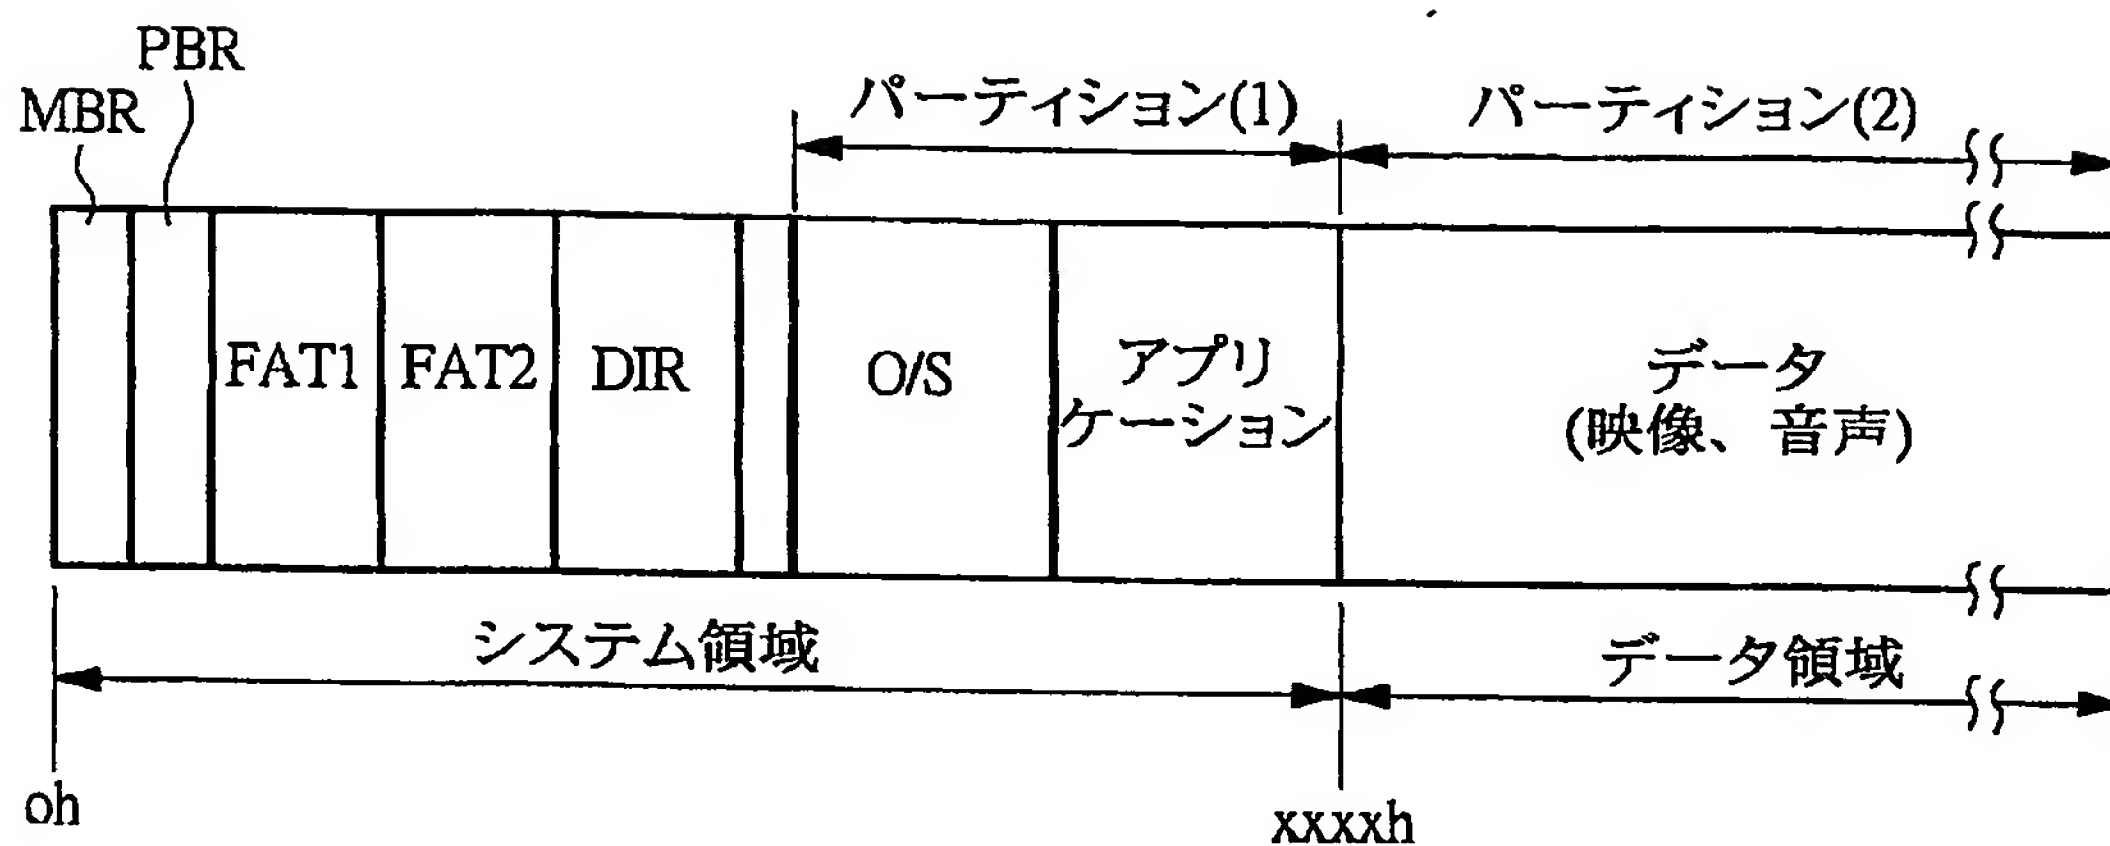 PBR
MBR
パーティション(1)
パーティション(2)
FAT1
FAT2
DIR
O/S
アプリ
ケーション
データ
(映像、音声)
システム領域
データ領域
oh
xxxxh